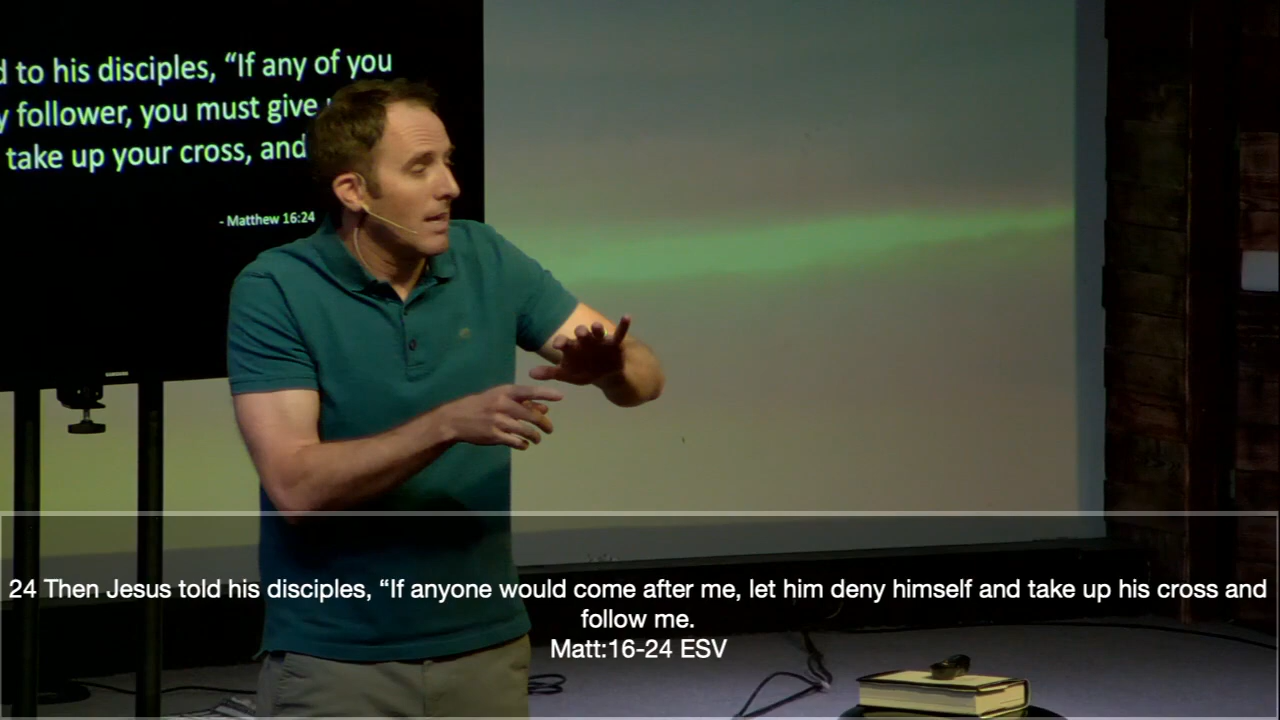 d to his disciples, “If any of you
y follower, you must give
take up your cross, and
- Matthew 16:24
24 Then Jesus told his disciples, “If anyone would come after me, let him deny himself and take up his cross and
follow me.
Matt:16-24 ESV